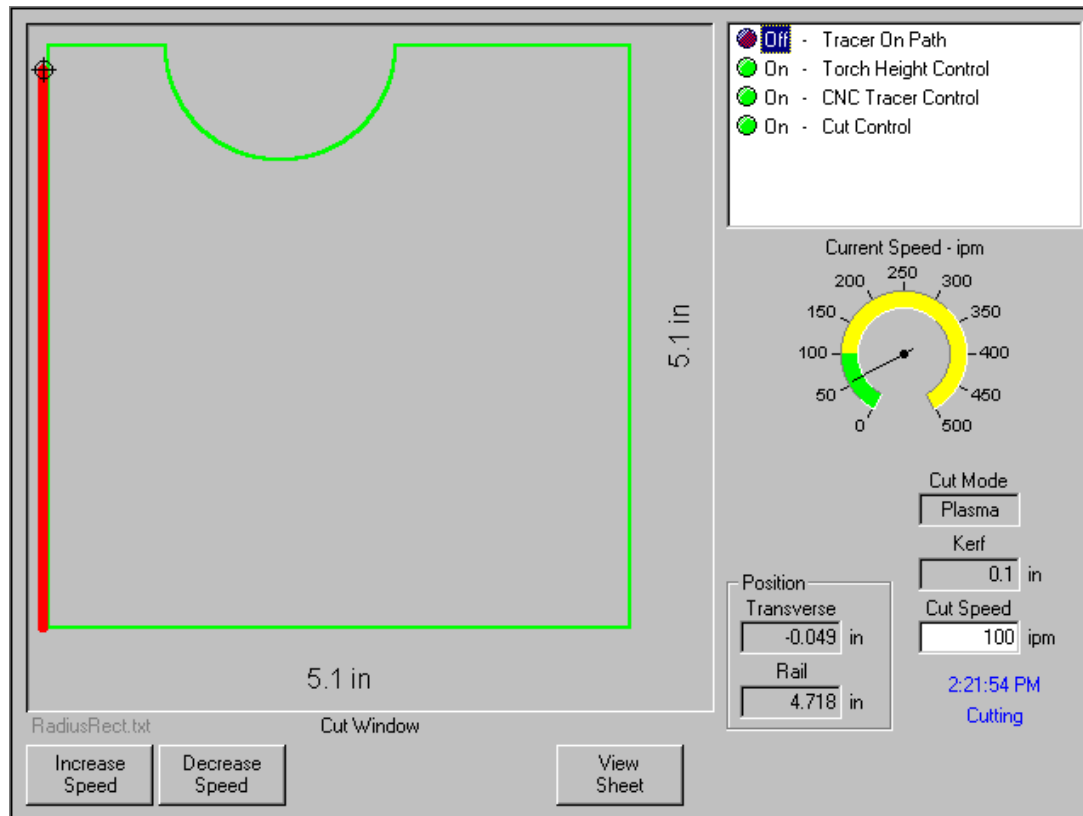 Off - Tracer On Path
On - Torch Height Control
On - CNC Tracer Control
On - Cut Control
5.1 in
5.1 in
RadiusRect.txt
Cut Window
Increase
Speed
Decrease
Speed
View
Sheet
Current Speed - ipm
0
50
100
150
200
250
300
350
400
450
500
Cut Mode
Plasma
Kerf
0.1 in
Cut Speed
100 ipm
Position
Transverse
-0.049 in
Rail
4.718 in
2:21:54 PM
Cutting